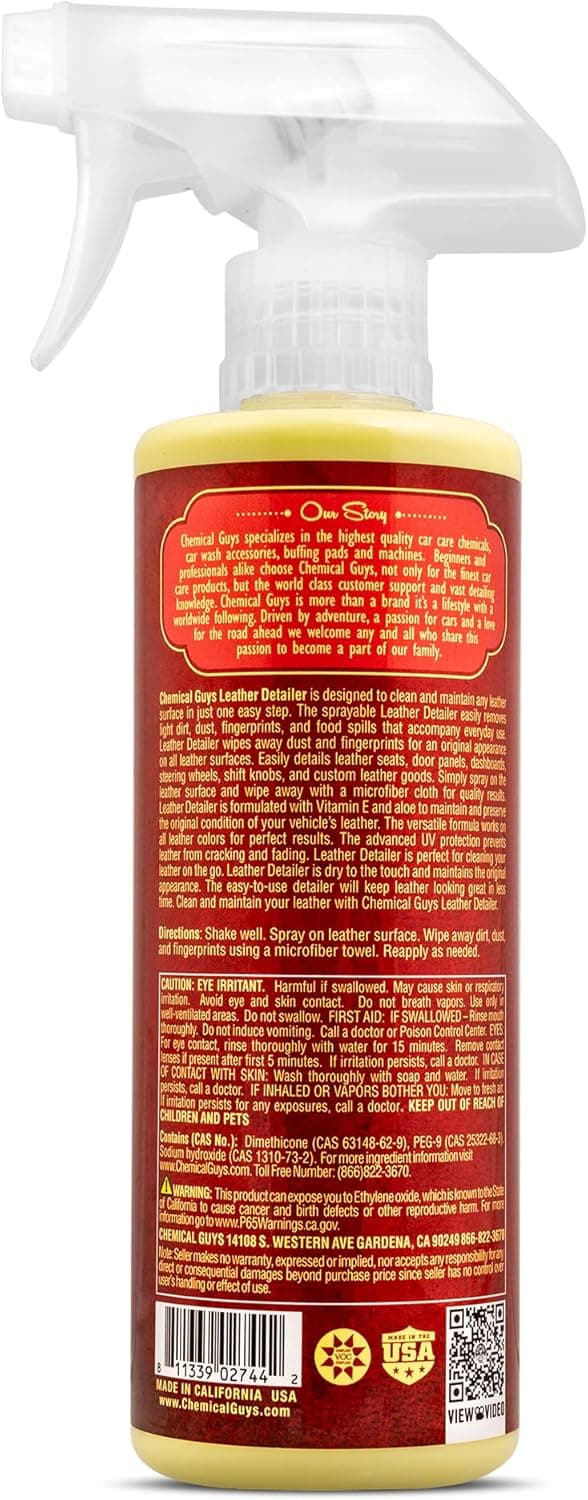 Our Story
Chemical Guys specializes in the highest quality car care chemicals,
car wash accessories, buffing pads and machines. Beginners and
professionals alike choose Chemical Guys, not only for the finest car
care products, but the world class customer support and vast detailing
knowledge. Chemical Guys is more than a brand it's a lifestyle with a
worldwide following. Driven by adventure, a passion for cars and a love
for the road ahead we welcome any and all who share this
passion to become a part of our family.
Chemical Guys Leather Detailer is designed to clean and maintain any leather
surface in just one easy step. The sprayable Leather Detailer easily removes
light dirt, dust, fingerprints, and food spills that accompany everyday use.
Leather Detailer wipes away dust and fingerprints for an original appearance
on all leather surfaces. Easily details leather seats, door panels, dashboards,
steering wheels, shift knobs, and custom leather goods. Simply spray on the
leather surface and wipe away with a microfiber cloth for quality results.
Leather Detailer is formulated with Vitamin E and aloe to maintain and preserve
the original condition of your vehicle's leather. The versatile formula works on
all leather colors for perfect results. The advanced UV protection prevents
leather from cracking and fading. Leather Detailer is perfect for cleaning your
leather on the go. Leather Detailer is dry to the touch and maintains the original
appearance. The easy-to-use detailer will keep leather looking great in less
time. Clean and maintain your leather with Chemical Guys Leather Detailer.
Directions: Shake well. Spray on leather surface. Wipe away dirt, dust,
and fingerprints using a microfiber towel. Reapply as needed.
CAUTION: EYE IRRITANT. Harmful if swallowed. May cause skin or respiratory
irritation. Avoid eye and skin contact. Do not breath vapors. Use only in
well-ventilated areas. Do not swallow. FIRST AID: IF SWALLOWED – Rinse mouth
thoroughly. Do not induce vomiting. Call a doctor or Poison Control Center. EYES:
For eye contact, rinse thoroughly with water for 15 minutes. Remove contact
lenses if present after first 5 minutes. If irritation persists, call a doctor. IN CASE
OF CONTACT WITH SKIN: Wash thoroughly with soap and water. If irritation
persists, call a doctor. IF INHALED OR VAPORS BOTHER YOU: Move to fresh air.
If irritation persists for any exposures, call a doctor. KEEP OUT OF REACH OF
CHILDREN AND PETS
Contains (CAS No.): Dimethicone (CAS 63148-62-9), PEG-9 (CAS 25322-68-3),
Sodium hydroxide (CAS 1310-73-2). For more ingredient information visit
www.ChemicalGuys.com. Toll Free Number: (866)822-3670.
WARNING: This product can expose you to Ethylene oxide, which is known to the State
of California to cause cancer and birth defects or other reproductive harm. For more
information go to www.P65Warnings.ca.gov.
CHEMICAL GUYS 14108 S. WESTERN AVE GARDENA, CA 90249 866-822-3670
Note: Seller makes no warranty, expressed or implied, nor accepts any responsibility for any
direct or consequential damages beyond purchase price since seller has no control over
user's handling or effect of use.
8 11339 02744 2
MADE IN CALIFORNIA USA
www.ChemicalGuys.com
COMPLIANT
VOC
COMPLIANT
MADE IN THE
USA
VIEW VIDEO